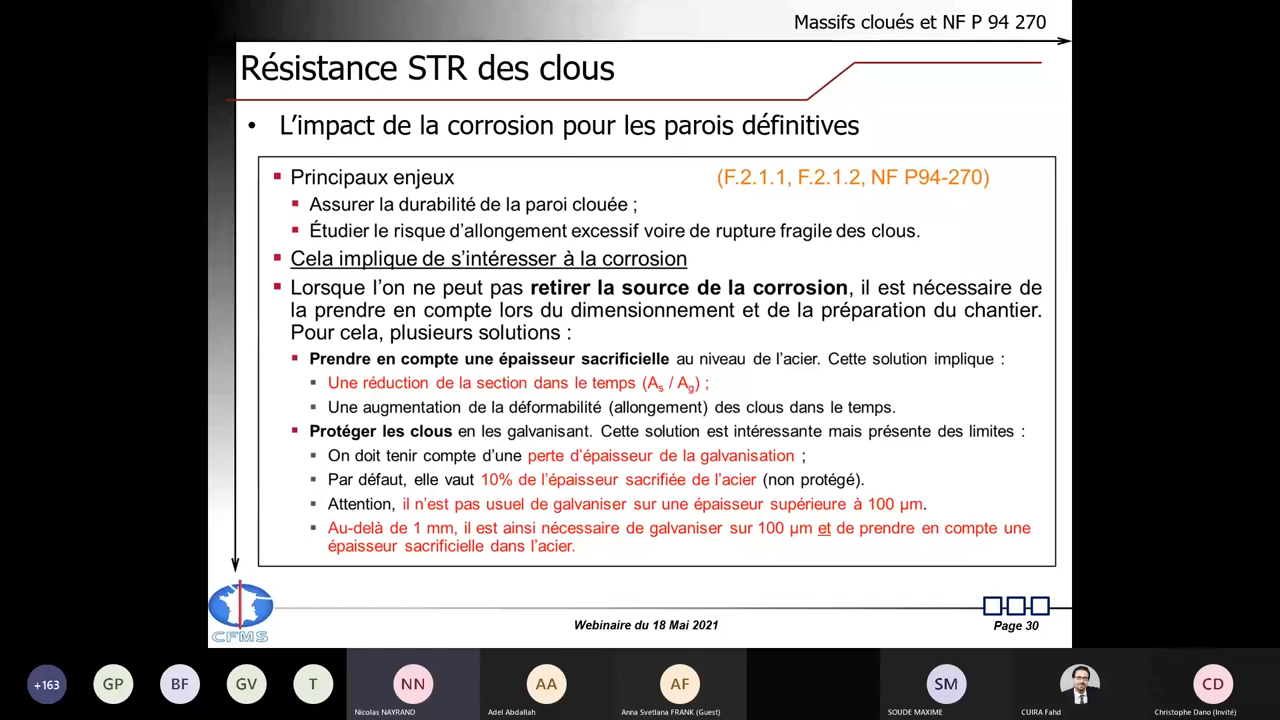 Massifs cloués et NF P 94 270
Résistance STR des clous
• L’impact de la corrosion pour les parois définitives
Principaux enjeux (F.2.1.1, F.2.1.2, NF P94-270)
Assurer la durabilité de la paroi clouée ;
Étudier le risque d’allongement excessif voire de rupture fragile des clous.
Cela implique de s’intéresser à la corrosion
Lorsque l’on ne peut pas retirer la source de la corrosion, il est nécessaire de
la prendre en compte lors du dimensionnement et de la préparation du chantier.
Pour cela, plusieurs solutions :
Prendre en compte une épaisseur sacrificielle au niveau de l’acier. Cette solution implique :
Une réduction de la section dans le temps (As / Ag) ;
Une augmentation de la déformabilité (allongement) des clous dans le temps.
Protéger les clous en les galvanisant. Cette solution est intéressante mais présente des limites :
On doit tenir compte d’une perte d’épaisseur de la galvanisation ;
Par défaut, elle vaut 10% de l’épaisseur sacrifiée de l’acier (non protégé).
Attention, il n’est pas usuel de galvaniser sur une épaisseur supérieure à 100 µm.
Au-delà de 1 mm, il est ainsi nécessaire de galvaniser sur 100 µm et de prendre en compte une
épaisseur sacrificielle dans l’acier.
CFMS
Webinaire du 18 Mai 2021
Page 30
+163 GP BF GV T NN AA AF SM CD
Nicolas NAYRAND Adel Abdallah Anna Svetlana FRANK (Guest) SOUDE MAXIME CUIRA Fahd Christophe Dano (Invité)